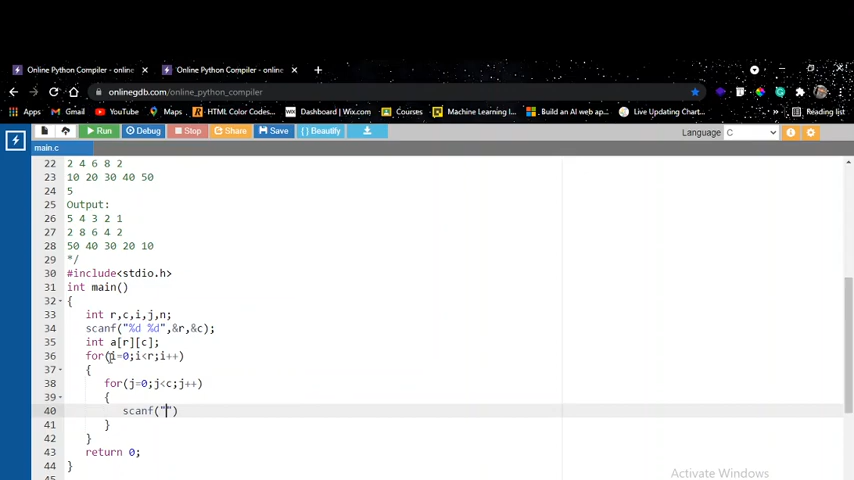 Online Python Compiler - online
Online Python Compiler - online
onlinegdb.com/online_python_compiler
Apps Gmail YouTube Maps HTML Color Codes... Dashboard | Wix.com Courses Machine Learning I... Build an AI web ap... Live Updating Chart... Reading list
Run Debug Stop Share Save { } Beautify Language C
main.c
22 2 4 6 8 2
23 10 20 30 40 50
24 5
25 Output:
26 5 4 3 2 1
27 2 8 6 4 2
28 50 40 30 20 10
29 */
30 #include<stdio.h>
31 int main()
32 {
33 int r,c,i,j,n;
34 scanf("%d %d",&r,&c);
35 int a[r][c];
36 for(i=0;i<r;i++)
37 {
38 for(j=0;j<c;j++)
39 {
40 scanf("")
41 }
42 }
43 return 0;
44 }
45
Activate Windows